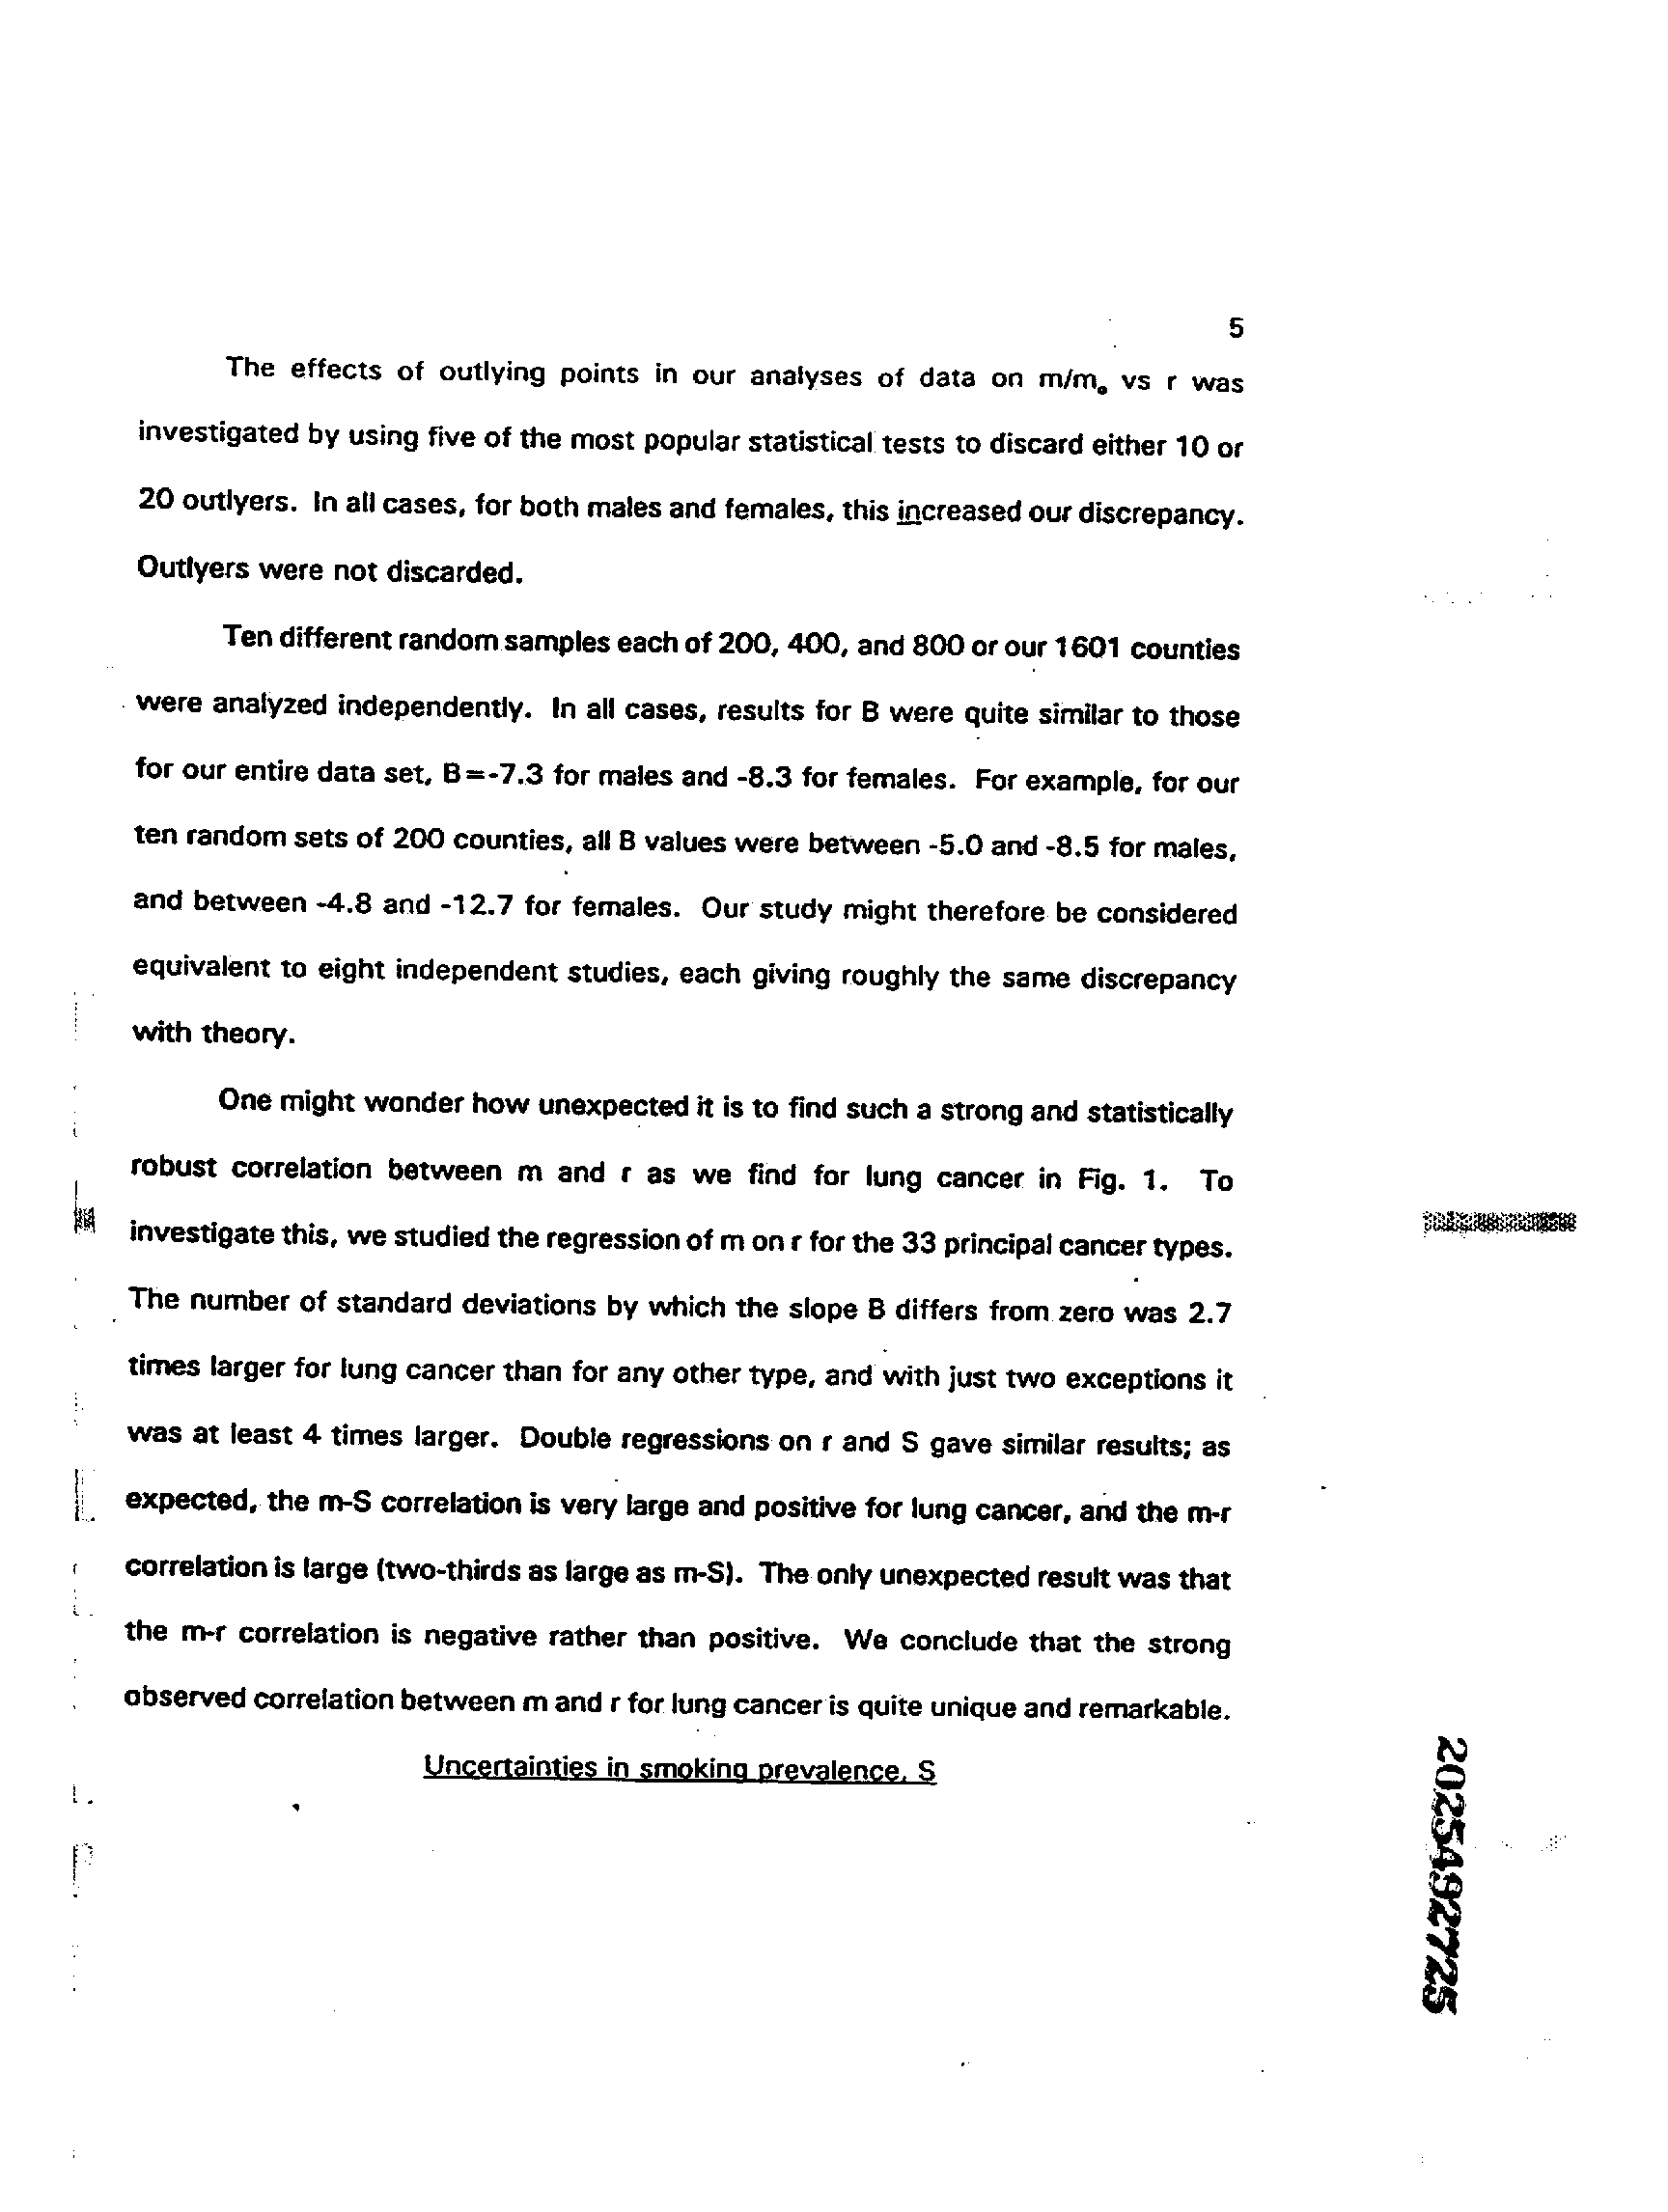 5
The effects of outlying points in our analyses of data on m/m₀ vs r was
investigated by using five of the most popular statistical tests to discard either 10 or
20 outlyers. In all cases, for both males and females, this increased our discrepancy.
Outlyers were not discarded.
Ten different random samples each of 200, 400, and 800 or our 1601 counties
were analyzed independently. In all cases, results for B were quite similar to those
for our entire data set, B=-7.3 for males and -8.3 for females. For example, for our
ten random sets of 200 counties, all B values were between -5.0 and -8.5 for males,
and between -4.8 and -12.7 for females. Our study might therefore be considered
equivalent to eight independent studies, each giving roughly the same discrepancy
with theory.
One might wonder how unexpected it is to find such a strong and statistically
robust correlation between m and r as we find for lung cancer in Fig. 1. To
investigate this, we studied the regression of m on r for the 33 principal cancer types.
The number of standard deviations by which the slope B differs from zero was 2.7
times larger for lung cancer than for any other type, and with just two exceptions it
was at least 4 times larger. Double regressions on r and S gave similar results; as
expected, the m-S correlation is very large and positive for lung cancer, and the m-r
correlation is large (two-thirds as large as m-S). The only unexpected result was that
the m-r correlation is negative rather than positive. We conclude that the strong
observed correlation between m and r for lung cancer is quite unique and remarkable.
Uncertainties in smoking prevalence, S
2025492725